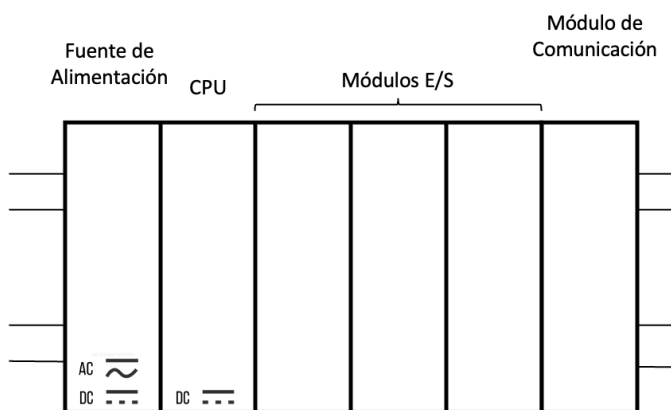 Fuente de
Alimentación
CPU
Módulos E/S
Módulo de
Comunicación
AC
DC
DC